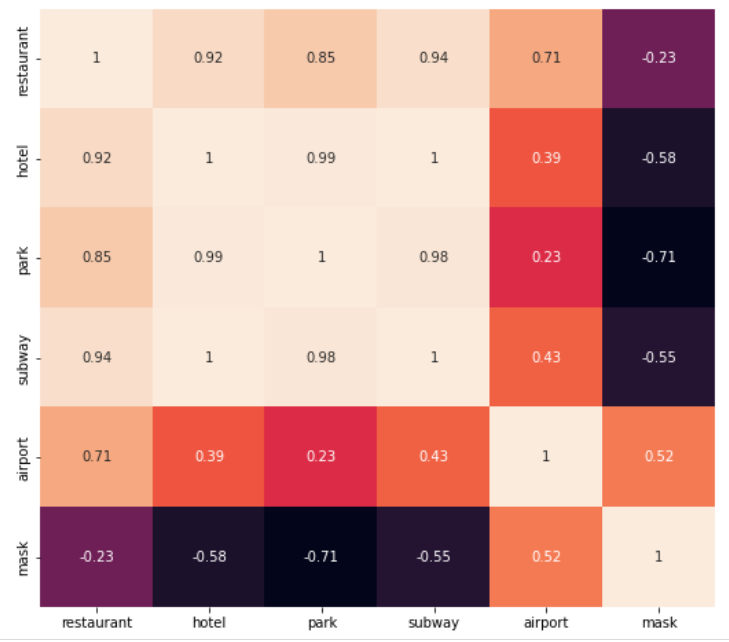 restaurant 1 0.92 0.85 0.94 0.71 -0.23
hotel 0.92 1 0.99 1 0.39 -0.58
park 0.85 0.99 1 0.98 0.23 -0.71
subway 0.94 1 0.98 1 0.43 -0.55
airport 0.71 0.39 0.23 0.43 1 0.52
mask -0.23 -0.58 -0.71 -0.55 0.52 1
restaurant hotel park subway airport mask